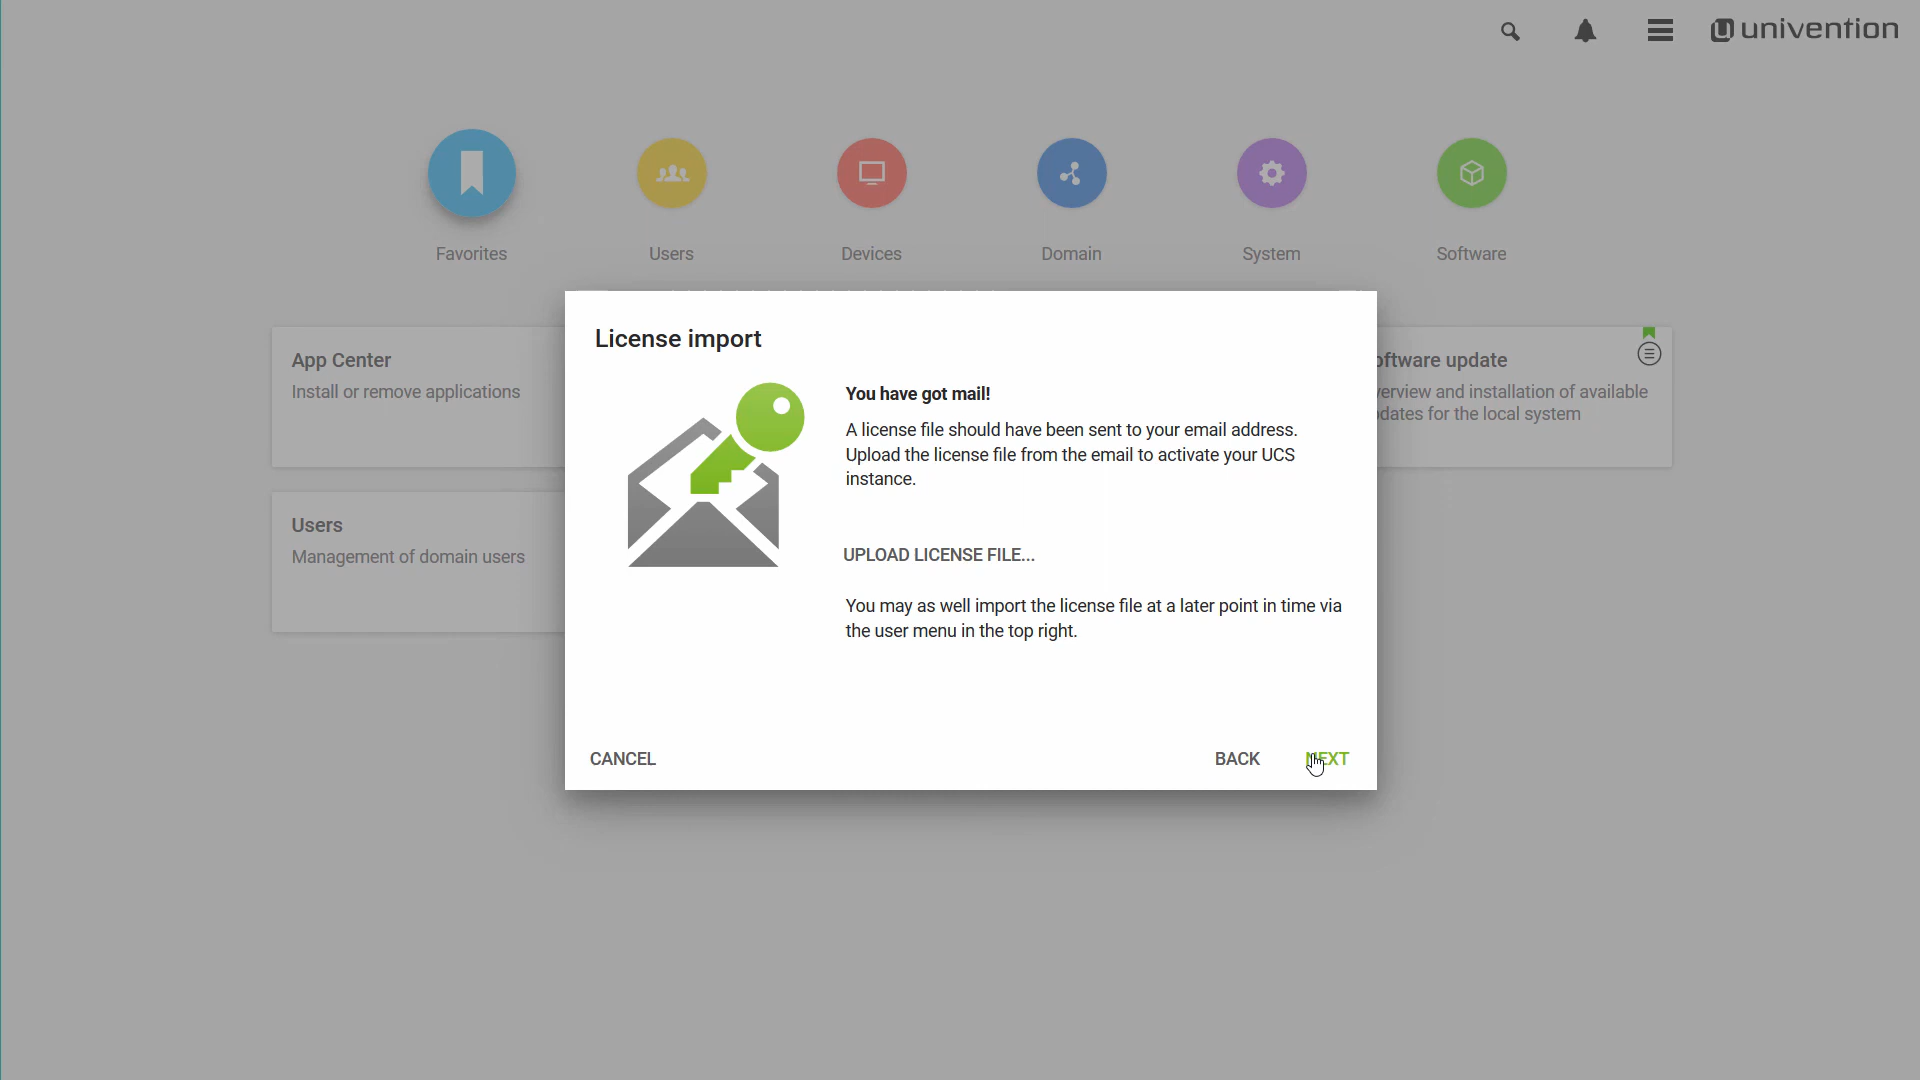 univention
Favorites
Users
Devices
Domain
System
Software
App Center
Install or remove applications
Users
Management of domain users
License import
You have got mail!
A license file should have been sent to your email address.
Upload the license file from the email to activate your UCS
instance.
UPLOAD LICENSE FILE...
You may as well import the license file at a later point in time via
the user menu in the top right.
CANCEL
BACK
NEXT
update
and installation of available
for the local system